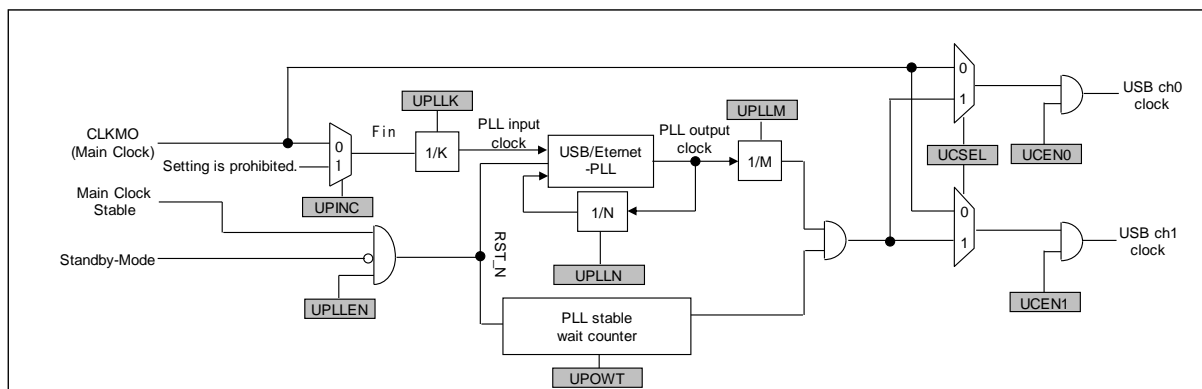 UPLLK
UPLLM
CLKMO
(Main Clock)
Fin
PLL input
clock
PLL output
clock
0
1
USB ch0
clock
Setting is prohibited.
0
1
1/K
USB/Eternet
-PLL
1/M
UCSEL
UCEN0
Main Clock
Stable
UPINC
1/N
0
1
USB ch1
clock
Standby-Mode
RST_N
UPLLEN
UPLLN
UCEN1
PLL stable
wait counter
UPOWT